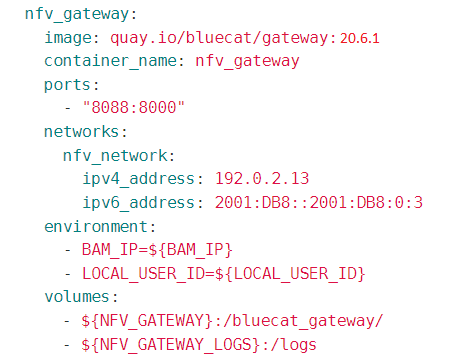 nfv_gateway:
image: quay.io/bluecat/gateway:20.6.1
container_name: nfv_gateway
ports:
- "8088:8000"
networks:
nfv_network:
ipv4_address: 192.0.2.13
ipv6_address: 2001:DB8::2001:DB8:0:3
environment:
- BAM_IP=${BAM_IP}
- LOCAL_USER_ID=${LOCAL_USER_ID}
volumes:
- ${NFV_GATEWAY}:/bluecat_gateway/
- ${NFV_GATEWAY_LOGS}:/logs